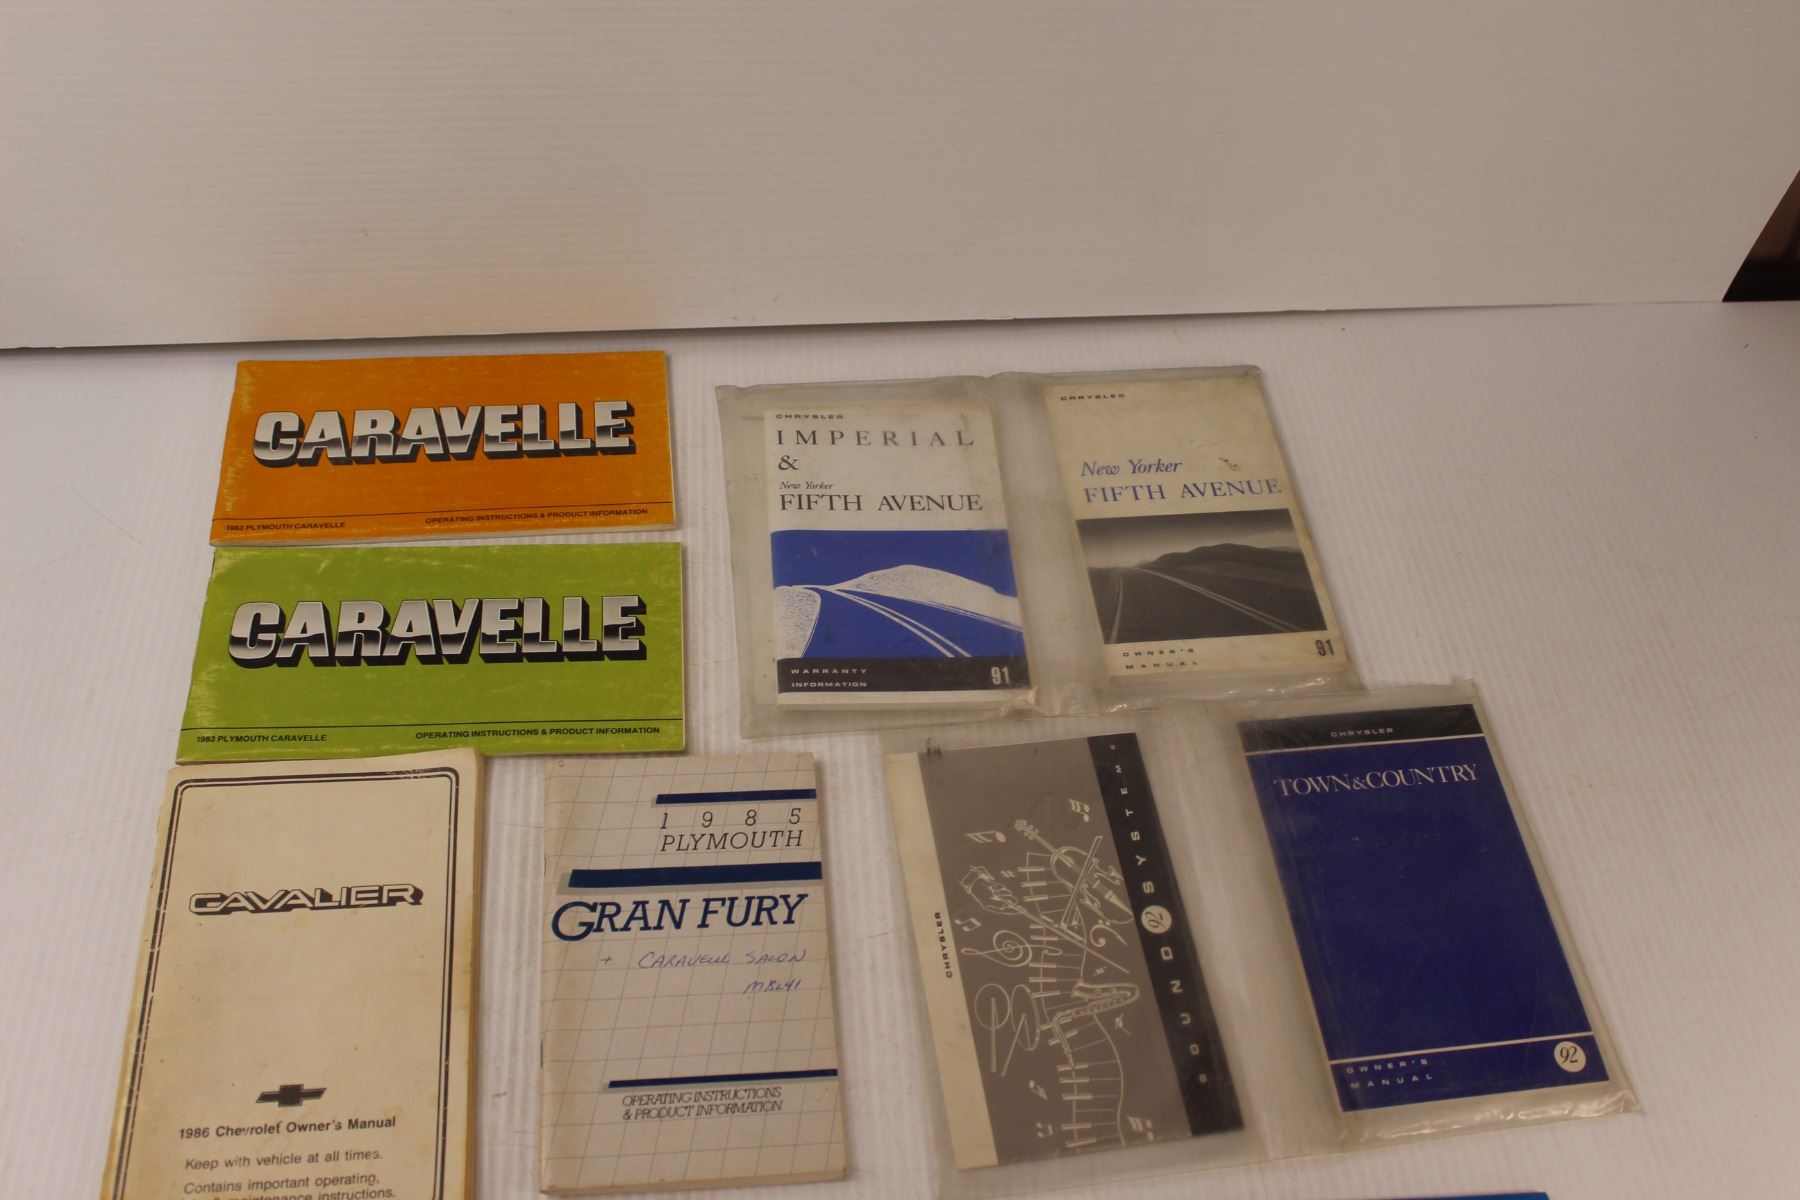 CARAVELLE
1983 PLYMOUTH CARAVELLE
OPERATING INSTRUCTIONS & PRODUCT INFORMATION
CARAVELLE
1983 PLYMOUTH CARAVELLE
OPERATING INSTRUCTIONS & PRODUCT INFORMATION
CHRYSLER
IMPERIAL
&
New Yorker
FIFTH AVENUE
WARRANTY
INFORMATION
91
CHRYSLER
New Yorker
FIFTH AVENUE
OWNER'S
MANUAL
91
CAVALIER
1986 Chevrolet Owner's Manual
Keep with vehicle at all times.
Contains important operating,
maintenance instructions.
1985
PLYMOUTH
GRAN FURY
+ CARAVELLE SALON
MBL41
OPERATING INSTRUCTIONS
& PRODUCT INFORMATION
CHRYSLER
SOUND 92 SYSTEMS
CHRYSLER
TOWN&COUNTRY
OWNER'S
MANUAL
92